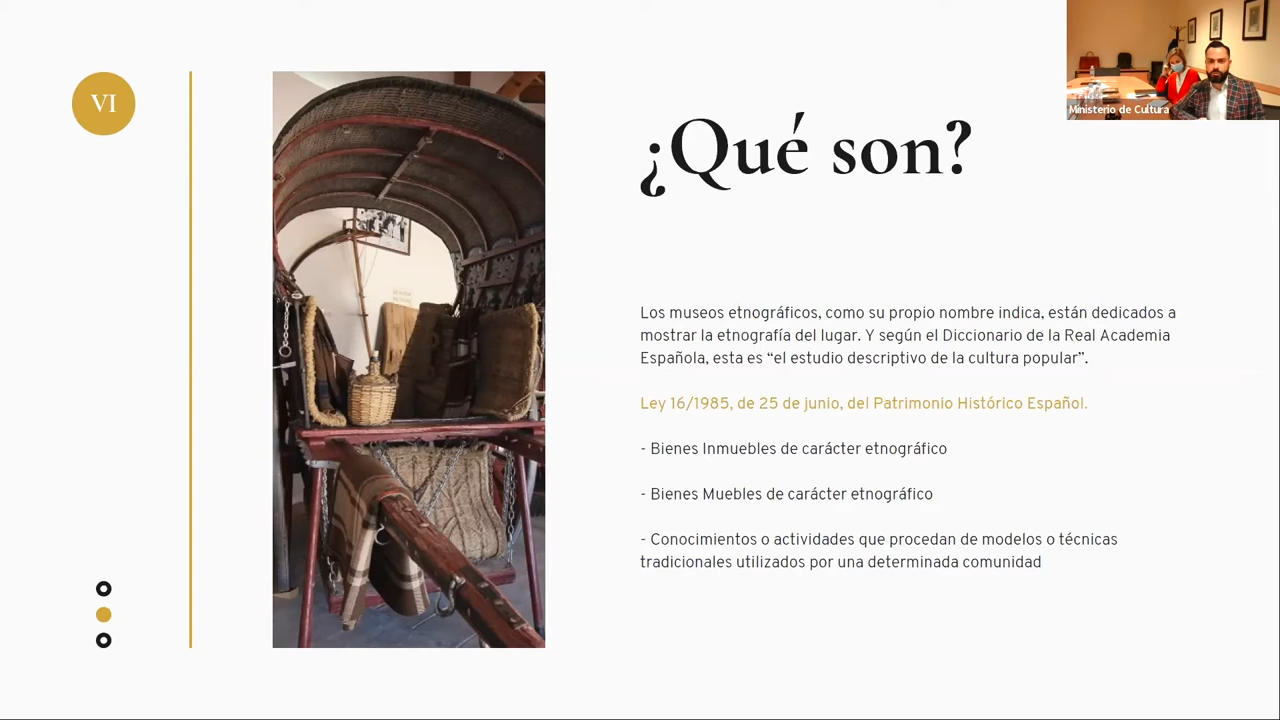 VI
¿Qué son?
Ministerio de Cultura
Los museos etnográficos, como su propio nombre indica, están dedicados a
mostrar la etnografía del lugar. Y según el Diccionario de la Real Academia
Española, esta es “el estudio descriptivo de la cultura popular”.
Ley 16/1985, de 25 de junio, del Patrimonio Histórico Español.
- Bienes Inmuebles de carácter etnográfico
- Bienes Muebles de carácter etnográfico
- Conocimientos o actividades que procedan de modelos o técnicas
tradicionales utilizados por una determinada comunidad